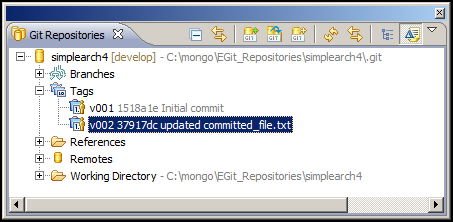 Git Repositories
simplearch4 [develop] - C:\mongo\EGit_Repositories\simplearch4\.git
Branches
Tags
v001 1518a1e Initial commit
v002 37917dc updated committed_file.txt
References
Remotes
Working Directory - C:\mongo\EGit_Repositories\simplearch4